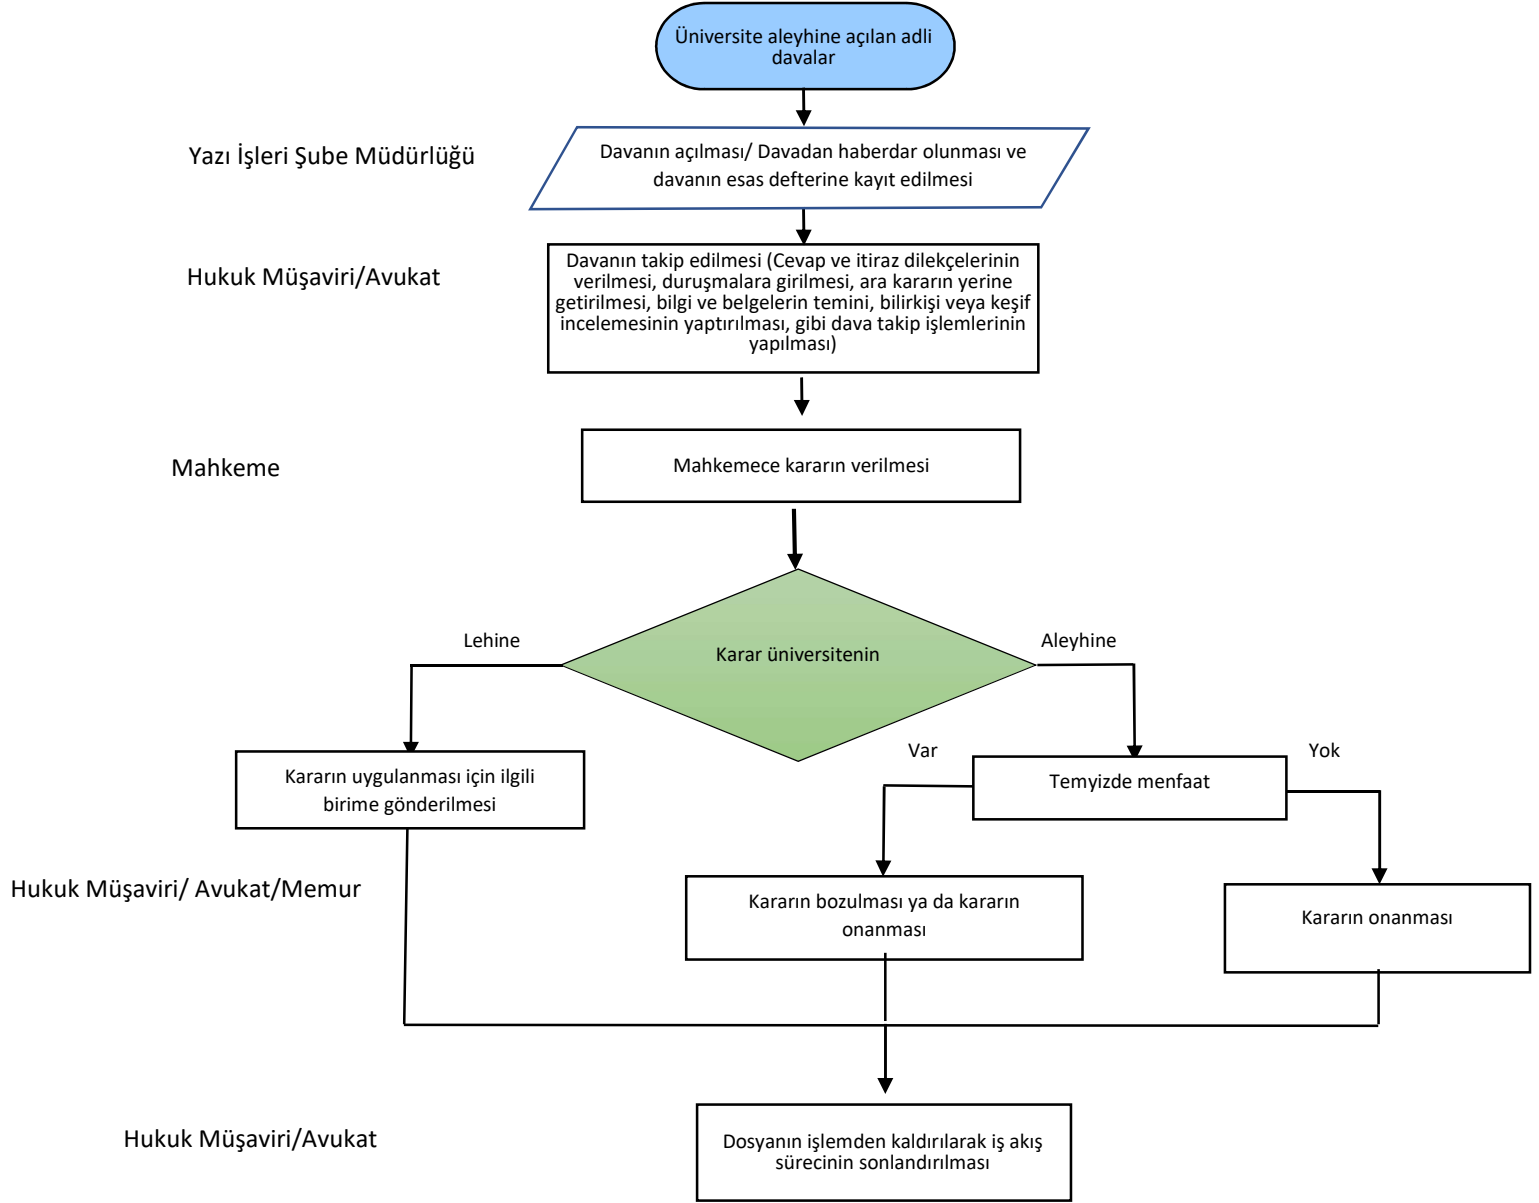 Üniversite aleyhine açılan adli
davalar
Yazı İşleri Şube Müdürlüğü
Davanın açılması/ Davadan haberdar olunması ve
davanın esas defterine kayıt edilmesi
Hukuk Müşaviri/Avukat
Davanın takip edilmesi (Cevap ve itiraz dilekçelerinin
verilmesi, duruşmalara girilmesi, ara kararın yerine
getirilmesi, bilgi ve belgelerin temini, bilirkişi veya keşif
incelemesinin yaptırılması, gibi dava takip işlemlerinin
yapılması)
Mahkeme
Mahkemece kararın verilmesi
Lehine
Karar üniversitenin
Aleyhine
Var
Yok
Kararın uygulanması için ilgili
birime gönderilmesi
Temyizde menfaat
Hukuk Müşaviri/ Avukat/Memur
Kararın bozulması ya da kararın
onanması
Kararın onanması
Hukuk Müşaviri/Avukat
Dosyanın işlemden kaldırılarak iş akış
sürecinin sonlandırılması